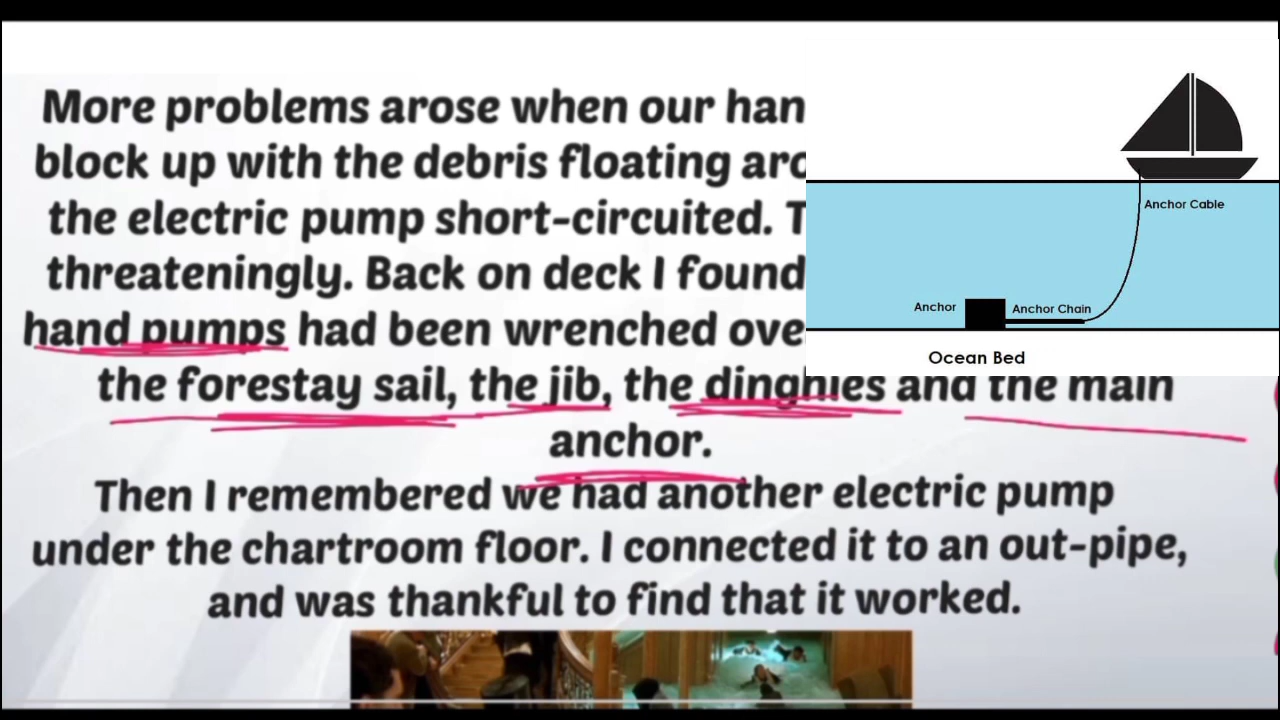 More problems arose when our han
block up with the debris floating aro
the electric pump short-circuited. T
threateningly. Back on deck I found
hand pumps had been wrenched ove
the forestay sail, the jib, the dinghies and the main
anchor.
Then I remembered we had another electric pump
under the chartroom floor. I connected it to an out-pipe,
and was thankful to find that it worked.
Anchor Cable
Anchor
Anchor Chain
Ocean Bed